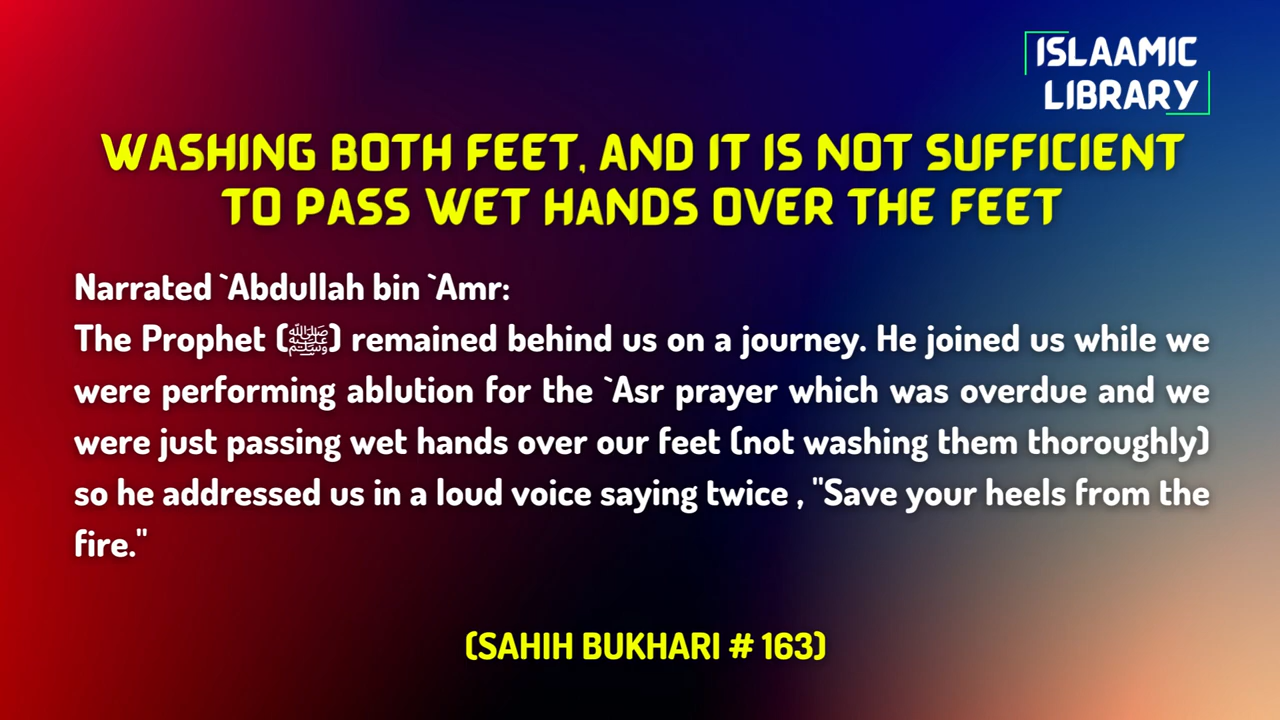 ISLAAMIC
LIBRARY
WASHING BOTH FEET, AND IT IS NOT SUFFICIENT
TO PASS WET HANDS OVER THE FEET
Narrated `Abdullah bin `Amr:
The Prophet (ﷺ) remained behind us on a journey. He joined us while we
were performing ablution for the `Asr prayer which was overdue and we
were just passing wet hands over our feet (not washing them thoroughly)
so he addressed us in a loud voice saying twice , "Save your heels from the
fire."
(SAHIH BUKHARI # 163)